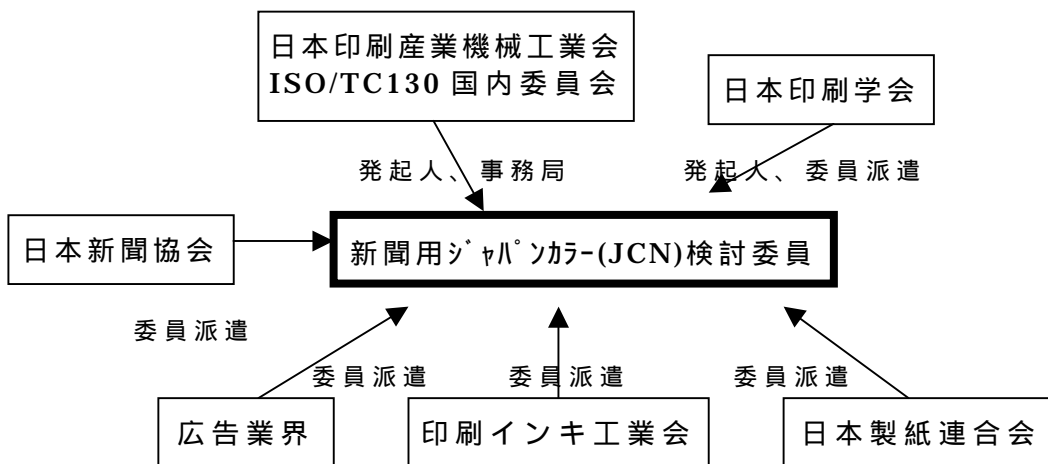 日本印刷産業機械工業会
ISO/TC130 国内委員会
日本印刷学会
発起人、事務局
発起人、委員派遣
日本新聞協会
新聞用ｼﾞｬﾊﾟﾝｶﾗｰ(JCN)検討委員
委員派遣
委員派遣
委員派遣
委員派遣
広告業界
印刷インキ工業会
日本製紙連合会